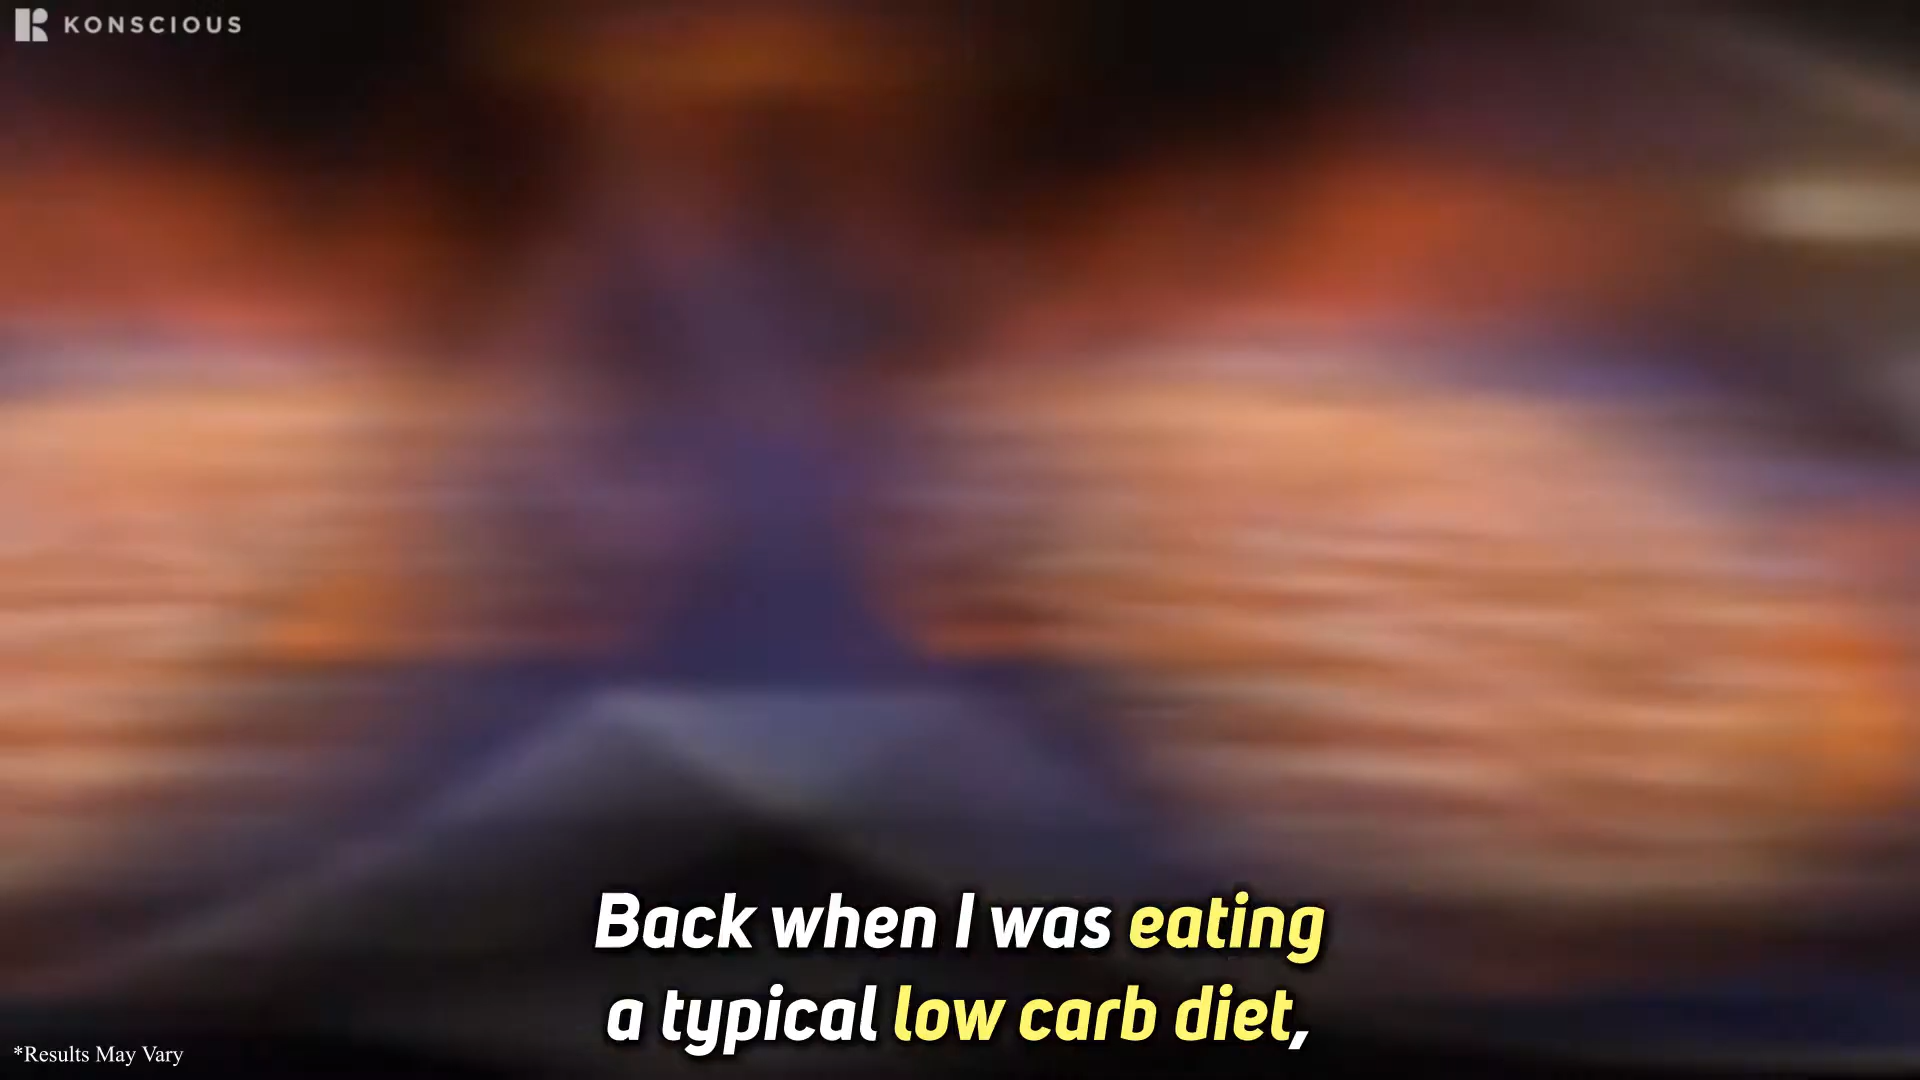 KONSCIOUS
Back when I was eating
a typical low carb diet,
*Results May Vary